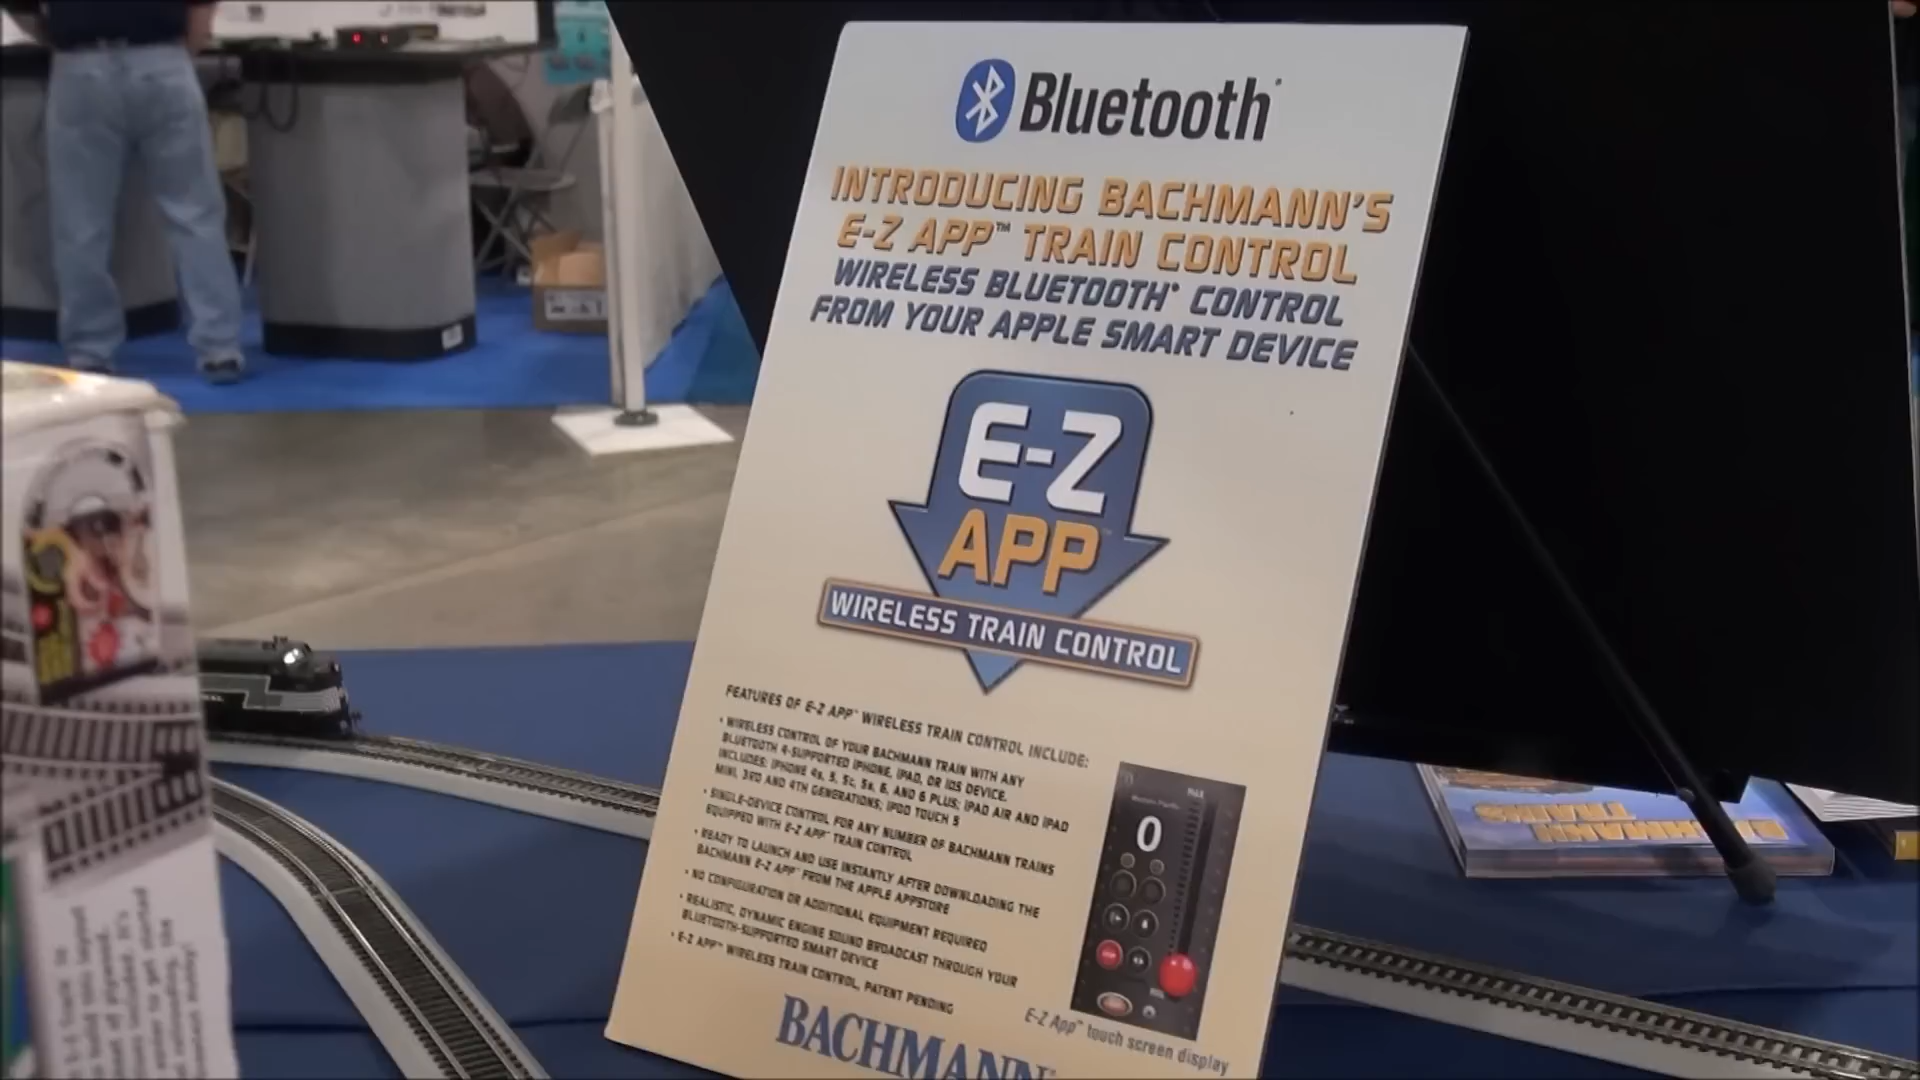 Bluetooth
INTRODUCING BACHMANN'S
E-Z APP™ TRAIN CONTROL
WIRELESS BLUETOOTH® CONTROL
FROM YOUR APPLE SMART DEVICE
E-Z
APP
WIRELESS TRAIN CONTROL
FEATURES OF E-Z APP™ WIRELESS TRAIN CONTROL INCLUDE:
• WIRELESS CONTROL OF YOUR BACHMANN TRAIN WITH ANY
BLUETOOTH 4-SUPPORTED IPHONE, IPAD, OR IOS DEVICE.
INCLUDES: IPHONE 4s, 5, 5c, 5s, 6, AND 6 PLUS; IPAD AIR AND IPAD
MINI, 3RD AND 4TH GENERATIONS; IPOD TOUCH 5
• SINGLE-DEVICE CONTROL FOR ANY NUMBER OF BACHMANN TRAINS
EQUIPPED WITH E-Z APP™ TRAIN CONTROL
• READY TO LAUNCH AND USE INSTANTLY AFTER DOWNLOADING THE
BACHMANN E-Z APP™ FROM THE APPLE APPSTORE
• NO CONFIGURATION OR ADDITIONAL EQUIPMENT REQUIRED
• REALISTIC, DYNAMIC ENGINE SOUND BROADCAST THROUGH YOUR
BLUETOOTH-SUPPORTED SMART DEVICE
• E-Z APP™ WIRELESS TRAIN CONTROL, PATENT PENDING
MAX
0
E-Z App™ touch screen display
BACHMANN
BACHMANN
TRAINS